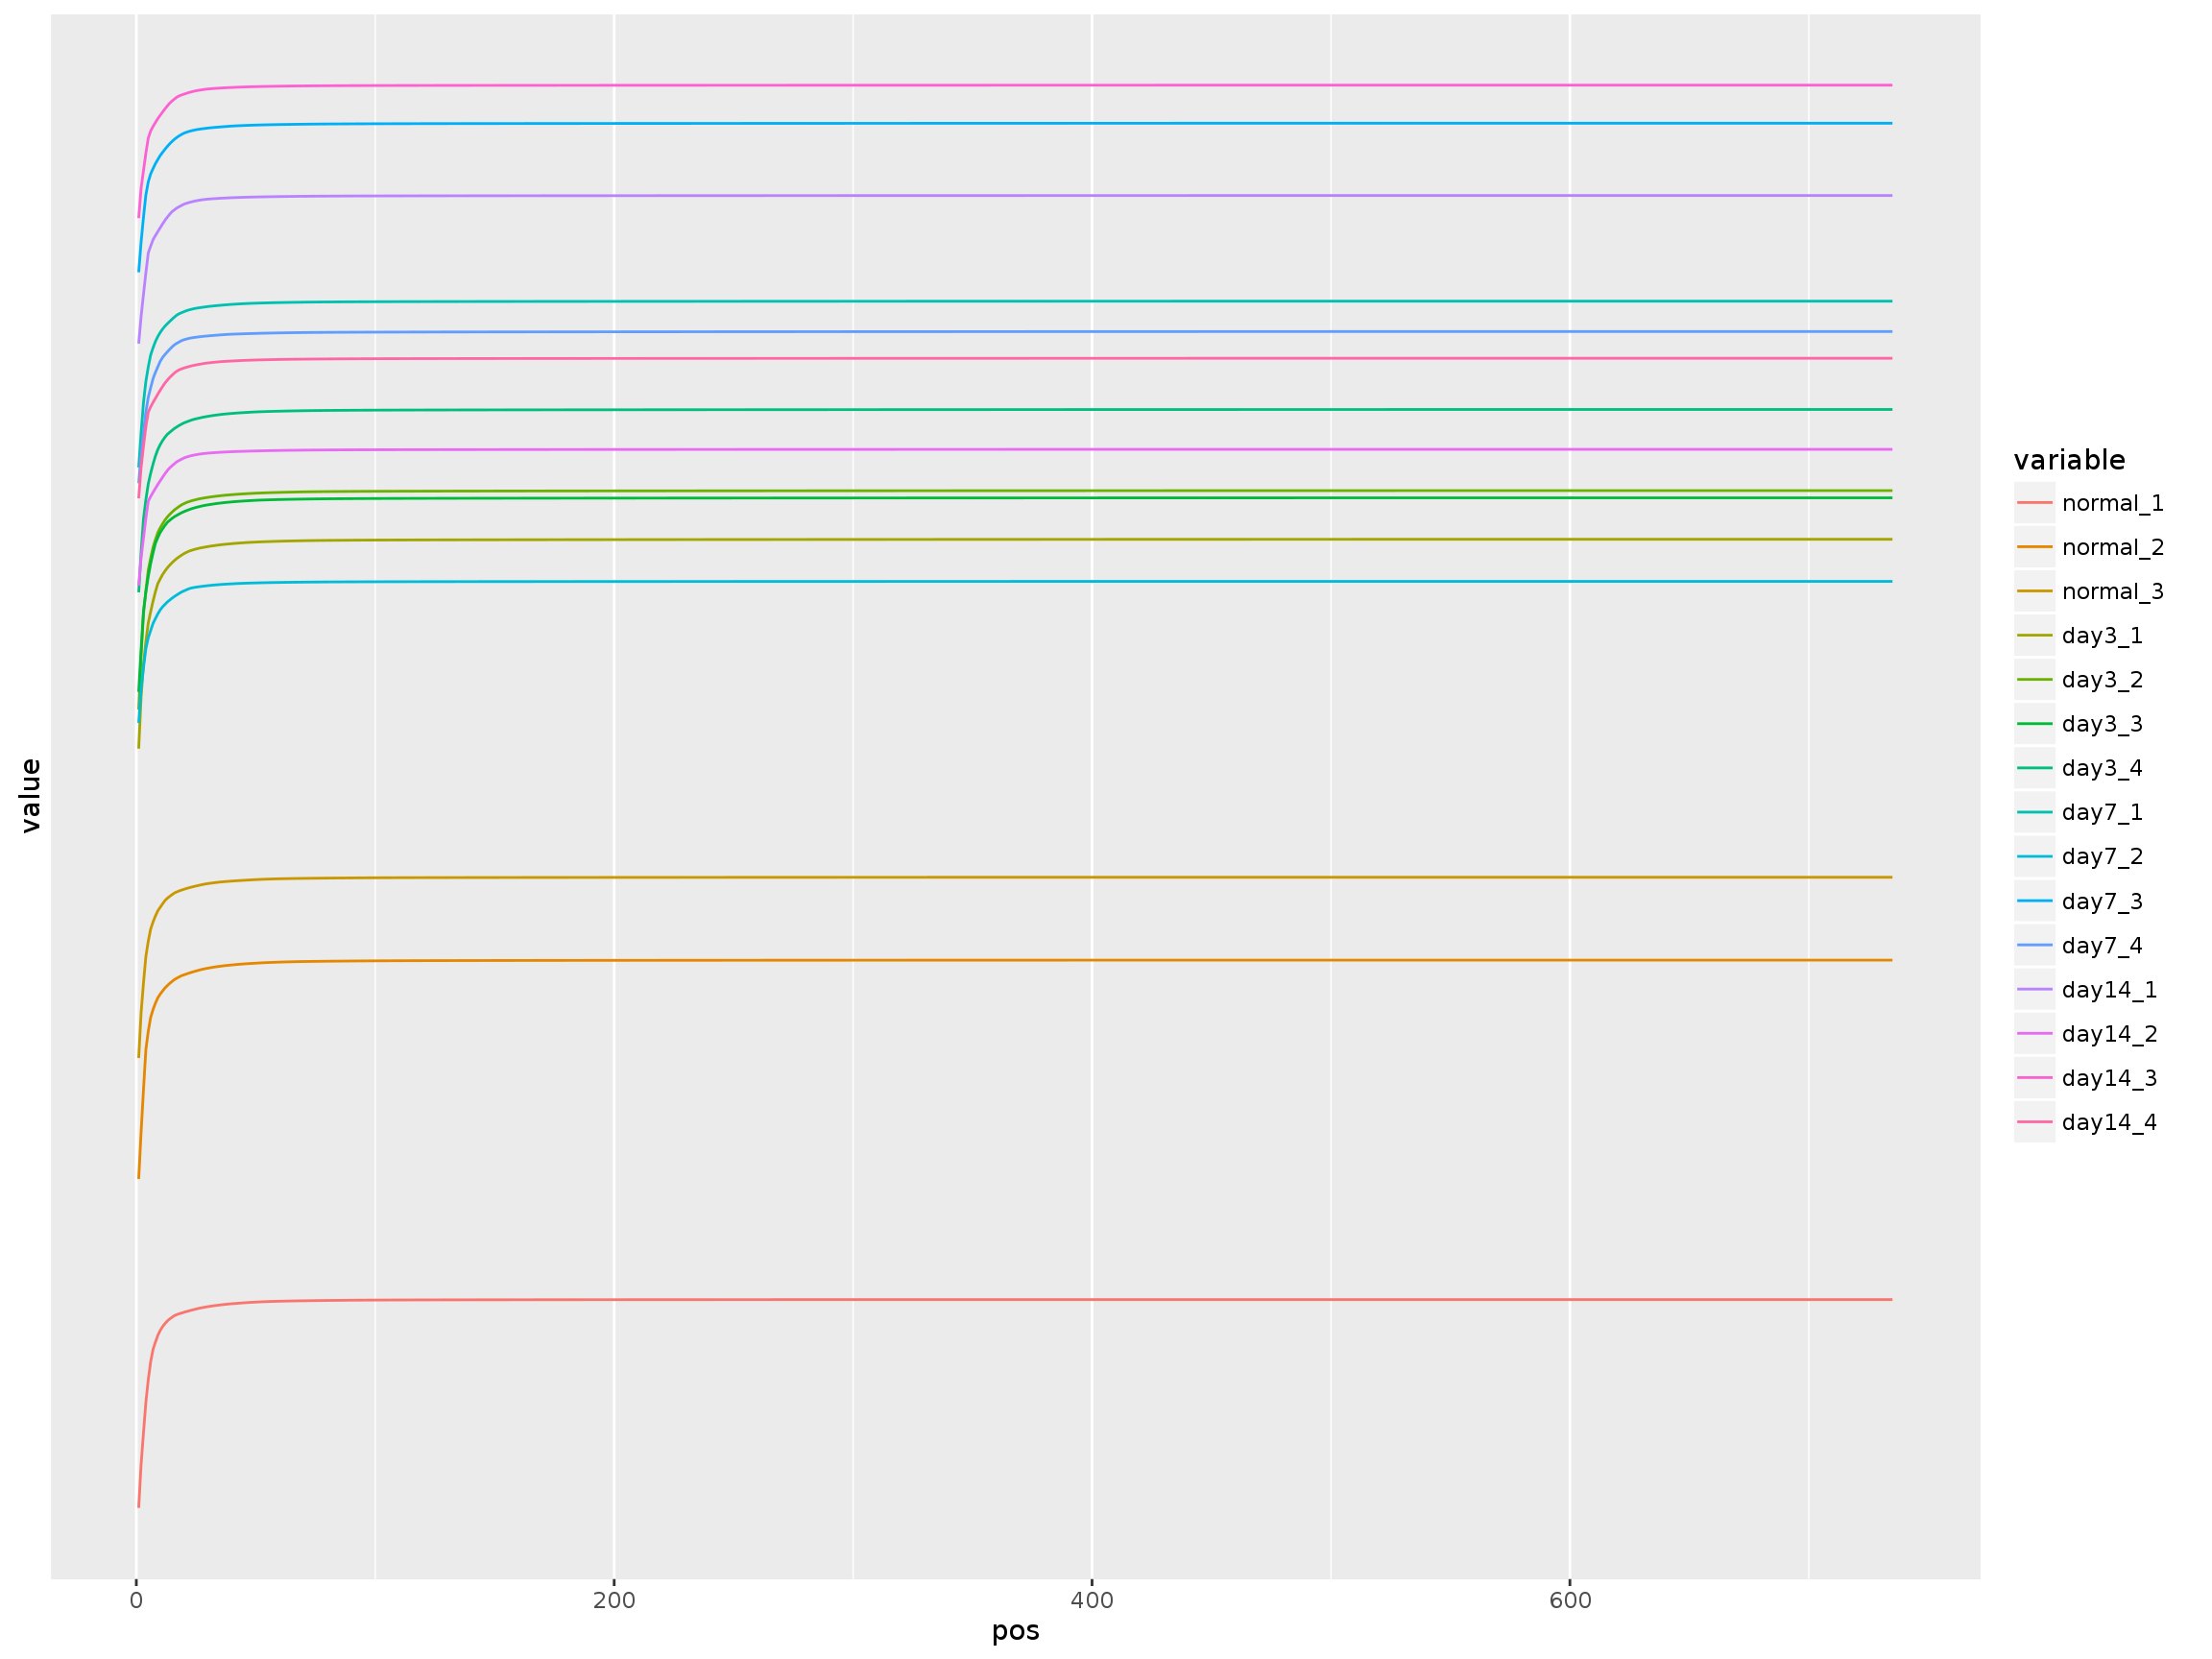 value
0 200 400 600
pos
variable
normal_1
normal_2
normal_3
day3_1
day3_2
day3_3
day3_4
day7_1
day7_2
day7_3
day7_4
day14_1
day14_2
day14_3
day14_4